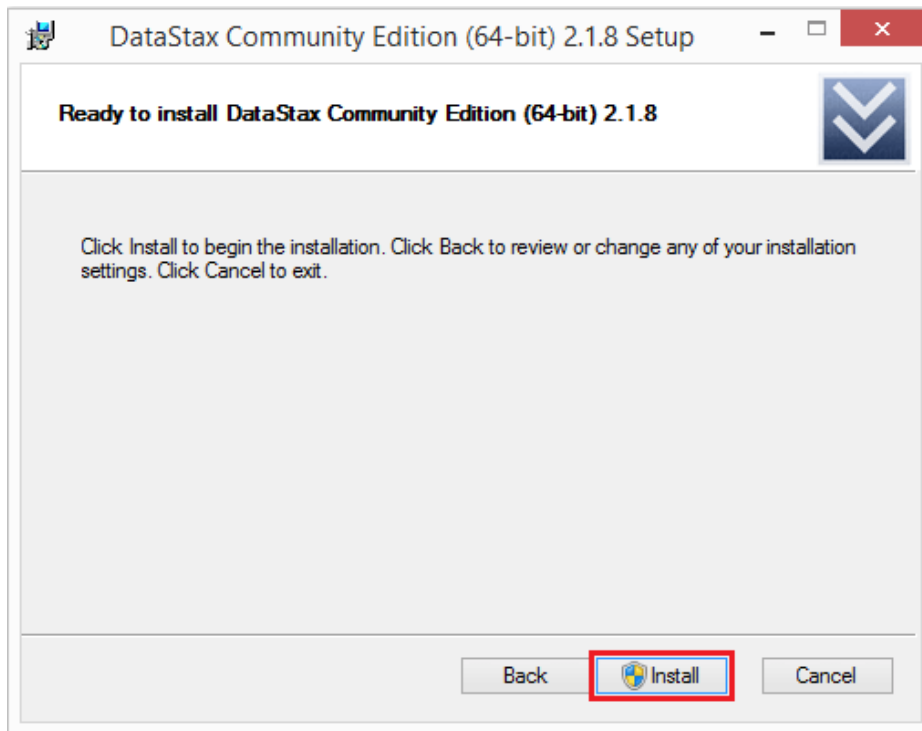 DataStax Community Edition (64-bit) 2.1.8 Setup
Ready to install DataStax Community Edition (64-bit) 2.1.8
Click Install to begin the installation. Click Back to review or change any of your installation
settings. Click Cancel to exit.
Back Install Cancel